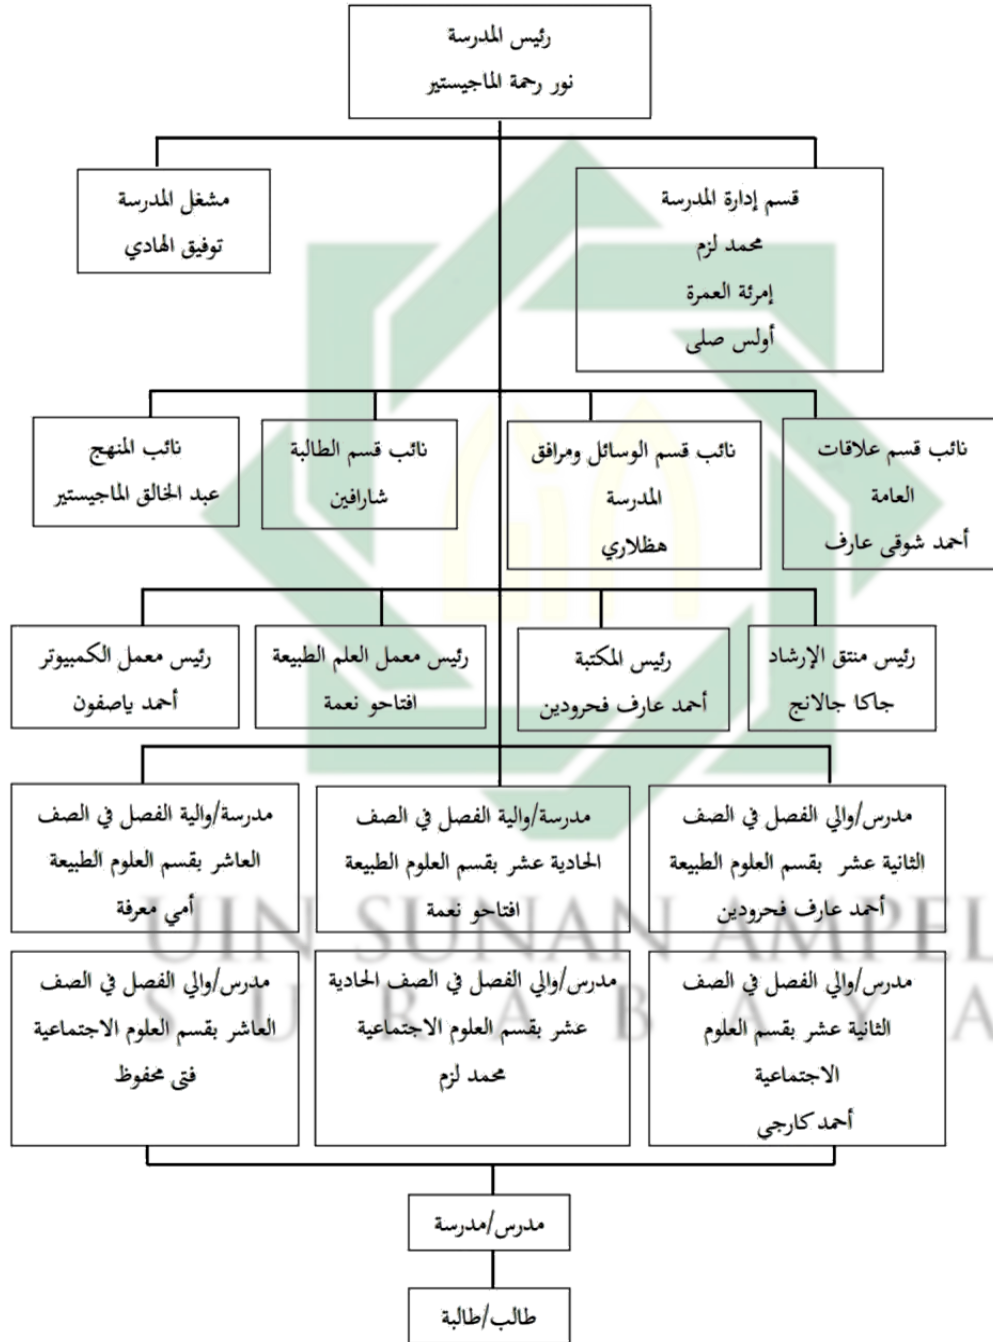 رئيس المدرسة
نور رحمة الماجيستير
قسم إدارة المدرسة
محمد لزم
إمرئة العمرة
أولس صلى
مشغل المدرسة
توفيق الهادي
نائب قسم علاقات
العامة
أحمد شوقى عارف
نائب قسم الوسائل ومرافق
المدرسة
هظلاري
نائب قسم الطالبة
شارافين
نائب المنهج
عبد الخالق الماجيستير
رئيس منتق الإرشاد
جاكا جالانج
رئيس المكتبة
أحمد عارف فحرودين
رئيس معمل العلم الطبيعة
افتاحو نعمة
رئيس معمل الكمبيوتر
أحمد ياصفون
مدرس/والي الفصل في الصف
الثانية عشر بقسم العلوم الطبيعة
أحمد عارف فحرودين
مدرسة/والية الفصل في الصف
الحادية عشر بقسم العلوم الطبيعة
افتاحو نعمة
مدرسة/والية الفصل في الصف
العاشر بقسم العلوم الطبيعة
أمي معرفة
مدرس/والي الفصل في الصف
الثانية عشر بقسم العلوم
الاجتماعية
أحمد كارجي
مدرس/والي الفصل في الصف الحادية
عشر بقسم العلوم الاجتماعية
محمد لزم
مدرس/والي الفصل في الصف
العاشر بقسم العلوم الاجتماعية
فتى محفوظ
مدرس/مدرسة
طالب/طالبة
UIN SUNAN AMPEL
S U R A B A Y A